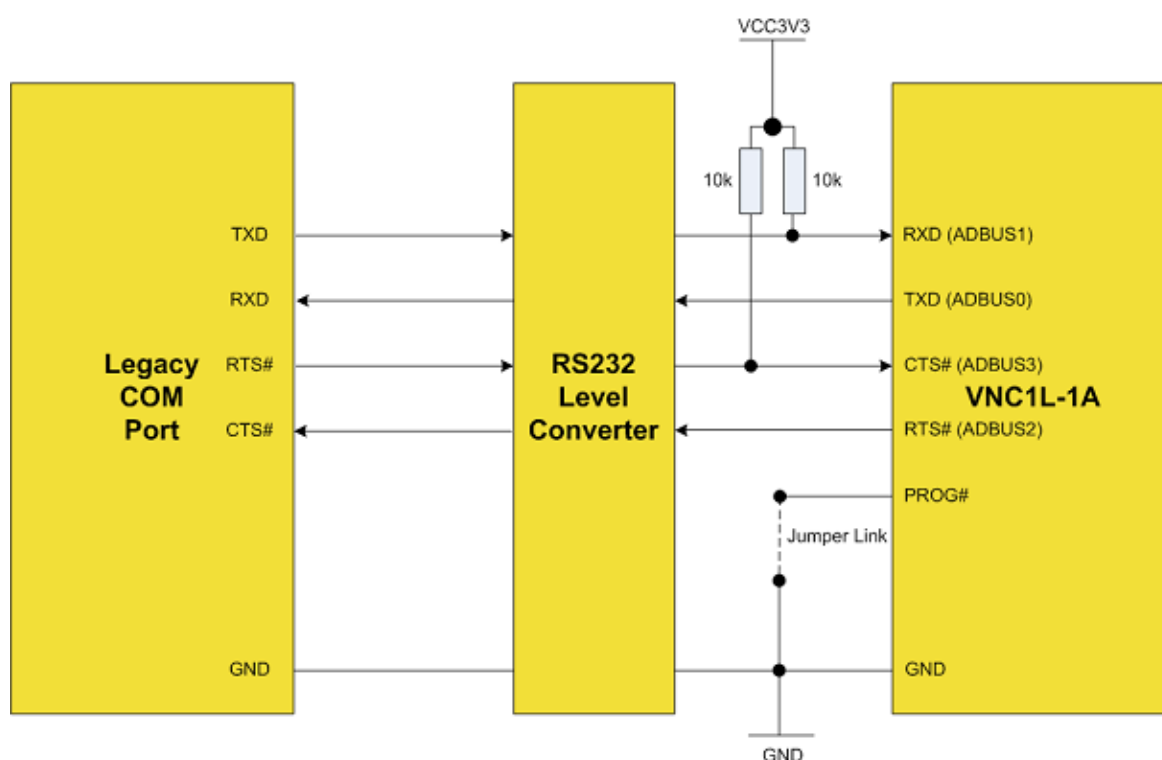 VCC3V3
10k
10k
TXD
RXD (ADBUS1)
RXD
TXD (ADBUS0)
Legacy
COM
Port
RTS#
RS232
Level
Converter
CTS# (ADBUS3)
VNC1L-1A
CTS#
RTS# (ADBUS2)
PROG#
Jumper Link
GND
GND
GND